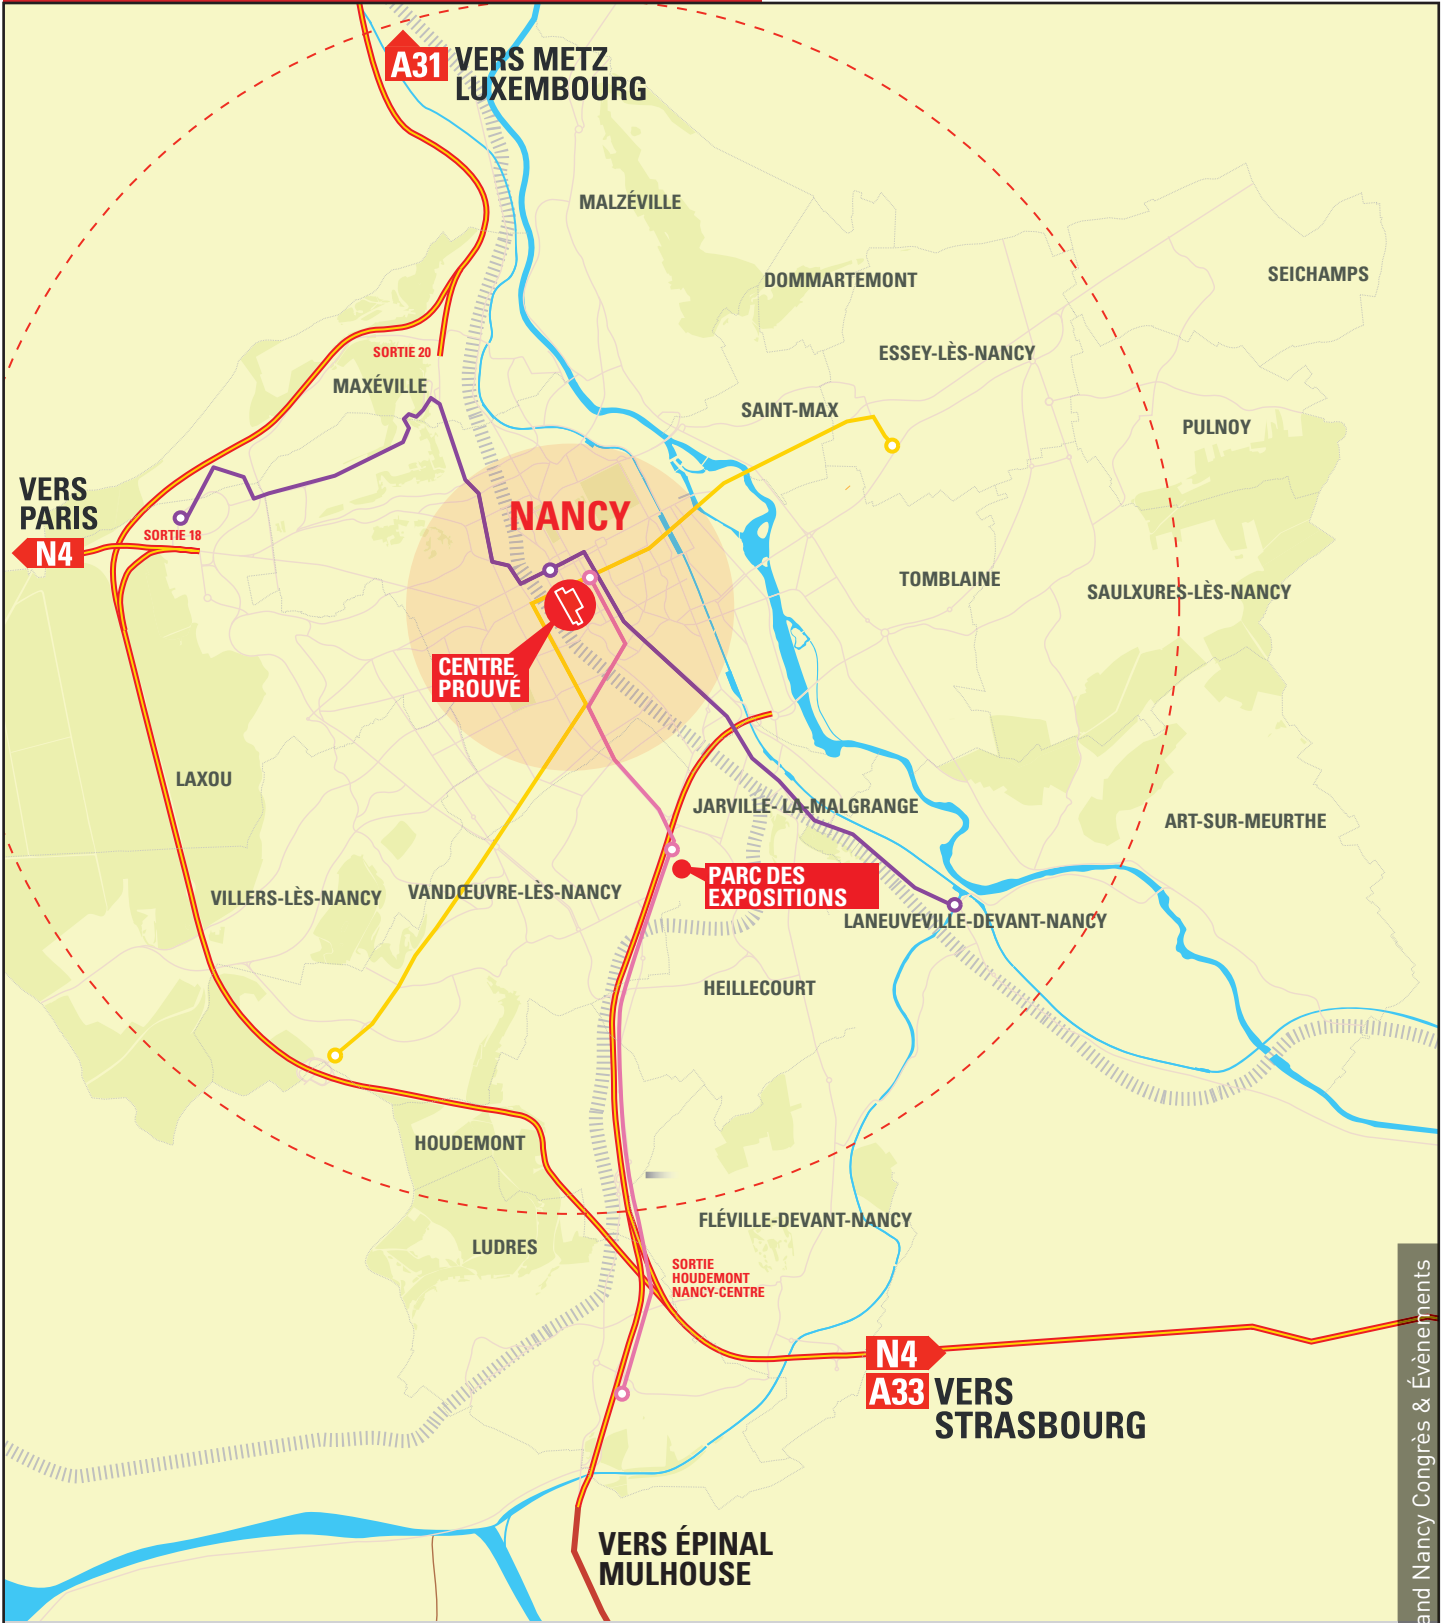 A31
VERS METZ
LUXEMBOURG
MALZÉVILLE
DOMMARTEMONT
SEICHAMPS
SORTIE 20
ESSEY-LÈS-NANCY
MAXÉVILLE
SAINT-MAX
PULNOY
VERS
PARIS
N4
SORTIE 18
NANCY
TOMBLAINE
SAULXURES-LÈS-NANCY
CENTRE
PROUVÉ
LAXOU
JARVILLE- LA-MALGRANGE
ART-SUR-MEURTHE
PARC DES
EXPOSITIONS
VILLERS-LÈS-NANCY
VANDŒUVRE-LÈS-NANCY
LANEUVEVILLE-DEVANT-NANCY
HEILLECOURT
HOUDEMONT
FLÉVILLE-DEVANT-NANCY
LUDRES
SORTIE
HOUDEMONT
NANCY-CENTRE
N4
A33
VERS
STRASBOURG
VERS ÉPINAL
MULHOUSE
and Nancy Congrès & Évènements